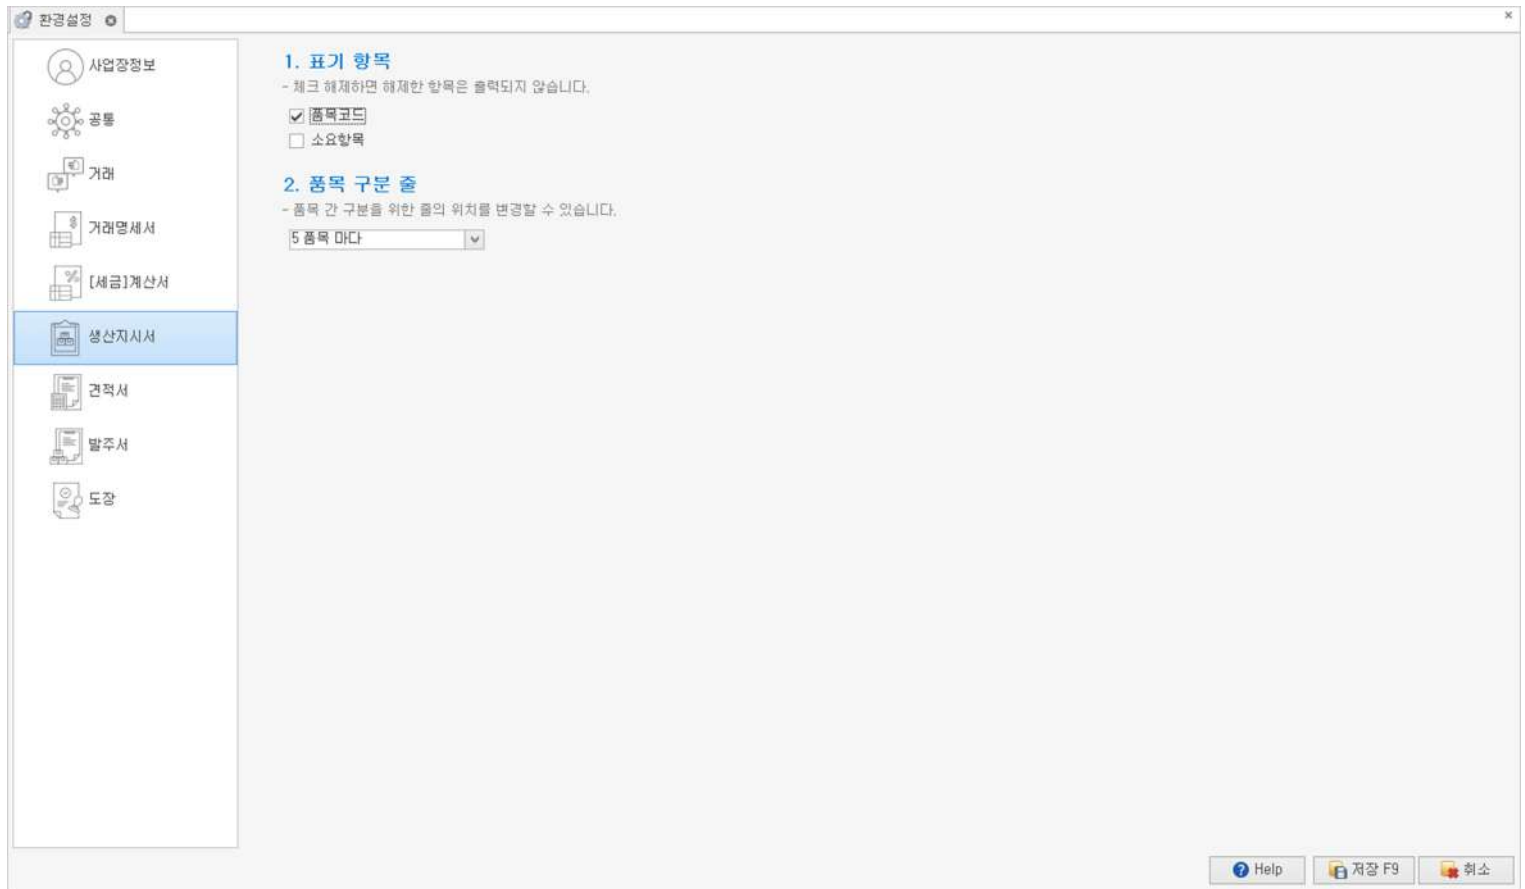 환경설정
사업장정보
공통
거래
거래명세서
[세금]계산서
생산지시서
견적서
발주서
도장
1. 표기 항목
- 체크 해제하면 해제한 항목은 출력되지 않습니다.
품목코드
소요항목
2. 품목 구분 줄
- 품목 간 구분을 위한 줄의 위치를 변경할 수 있습니다.
5 품목 마다
Help
저장 F9
취소